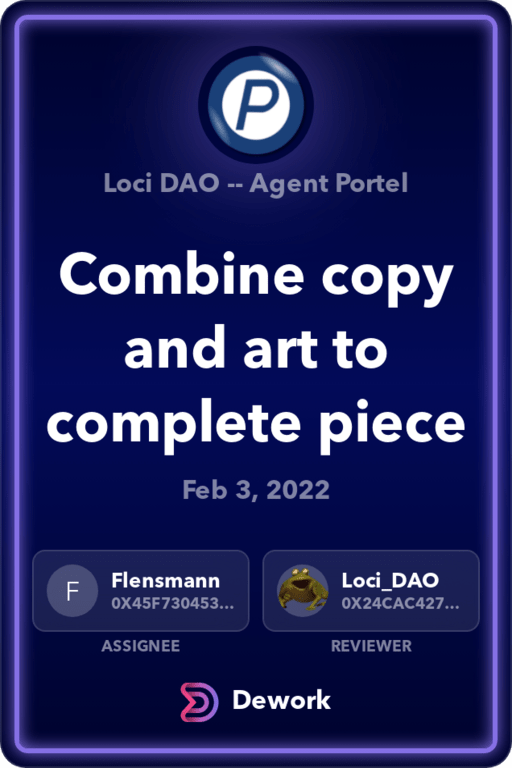 P
Loci DAO -- Agent Portel
Combine copy
and art to
complete piece
Feb 3, 2022
F
Flensmann
0X45F730453...
ASSIGNEE
Loci_DAO
0X24CAC427...
REVIEWER
Dework